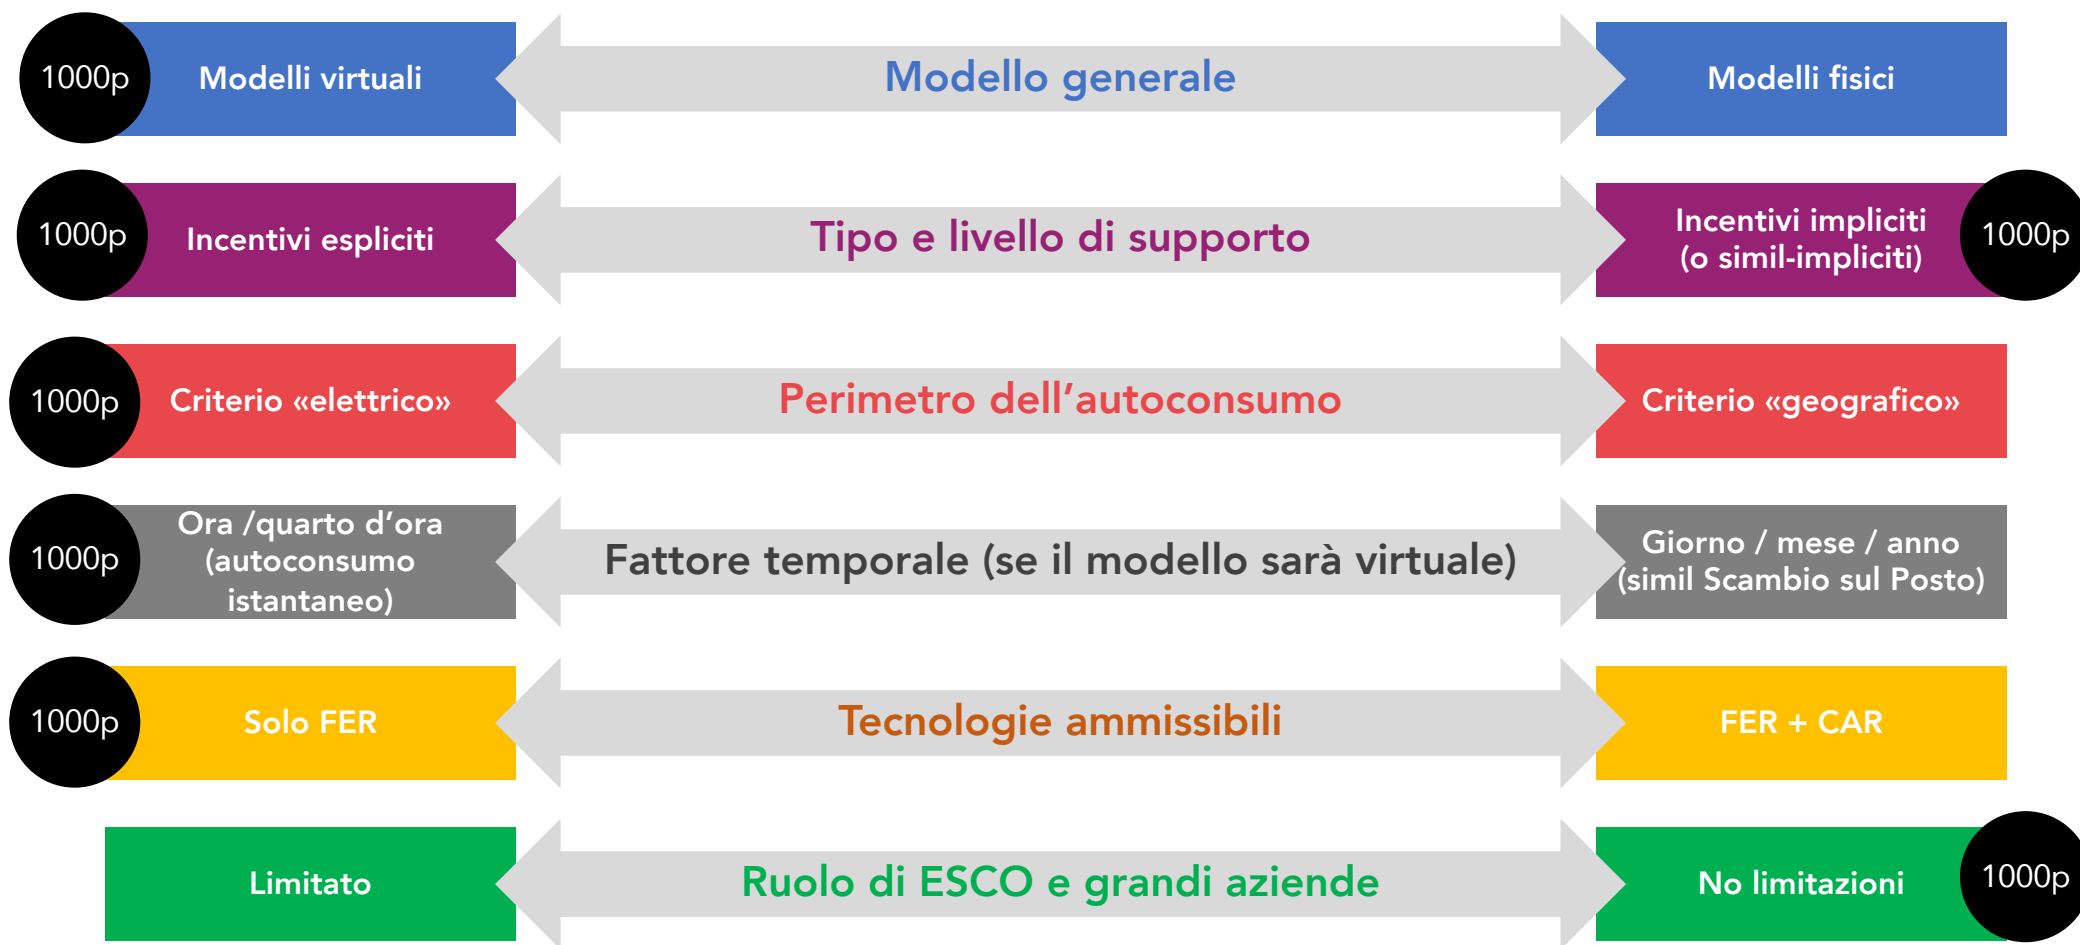 1000p
Modelli virtuali
Modello generale
Modelli fisici
1000p
Incentivi espliciti
Tipo e livello di supporto
Incentivi impliciti
(o simil-impliciti)
1000p
1000p
Criterio «elettrico»
Perimetro dell’autoconsumo
Criterio «geografico»
1000p
Ora /quarto d’ora
(autoconsumo
istantaneo)
Fattore temporale (se il modello sarà virtuale)
Giorno / mese / anno
(simil Scambio sul Posto)
1000p
Solo FER
Tecnologie ammissibili
FER + CAR
Limitato
Ruolo di ESCO e grandi aziende
No limitazioni
1000p